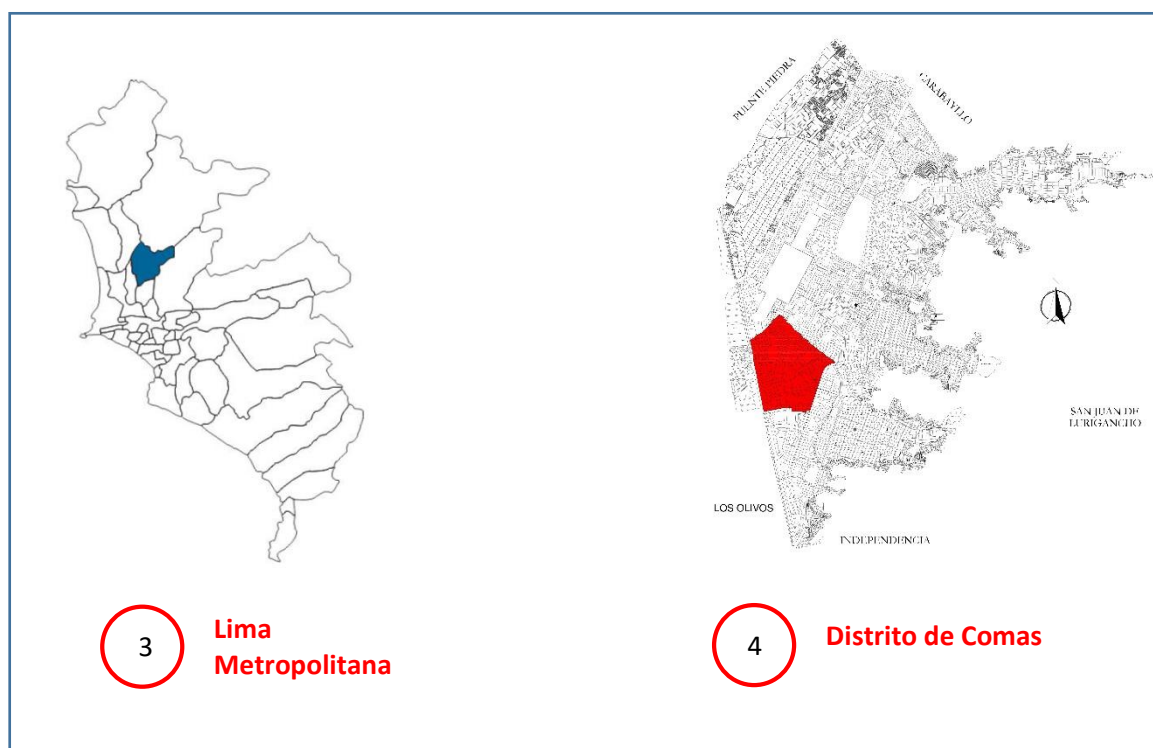 PUENTE PIEDRA
CARABAYLLO
SAN JUAN DE
LURIGANCHO
LOS OLIVOS
INDEPENDENCIA
3
Lima
Metropolitana
4
Distrito de Comas